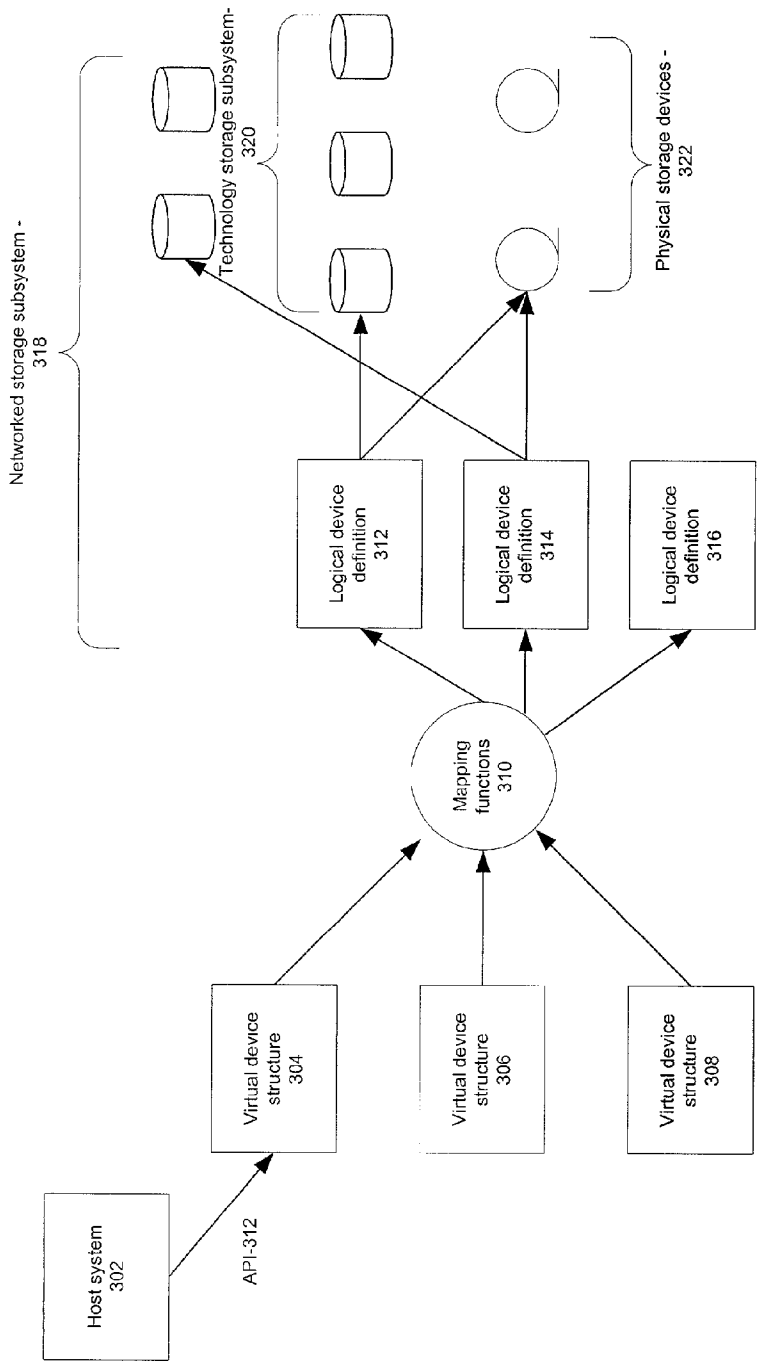 Networked storage subsystem -
318
Technology storage subsystem-
320
Physical storage devices -
322
Host system
302
API-312
Virtual device
structure
304
Virtual device
structure
306
Virtual device
structure
308
Mapping
functions
310
Logical device
definition
312
Logical device
definition
314
Logical device
definition
316